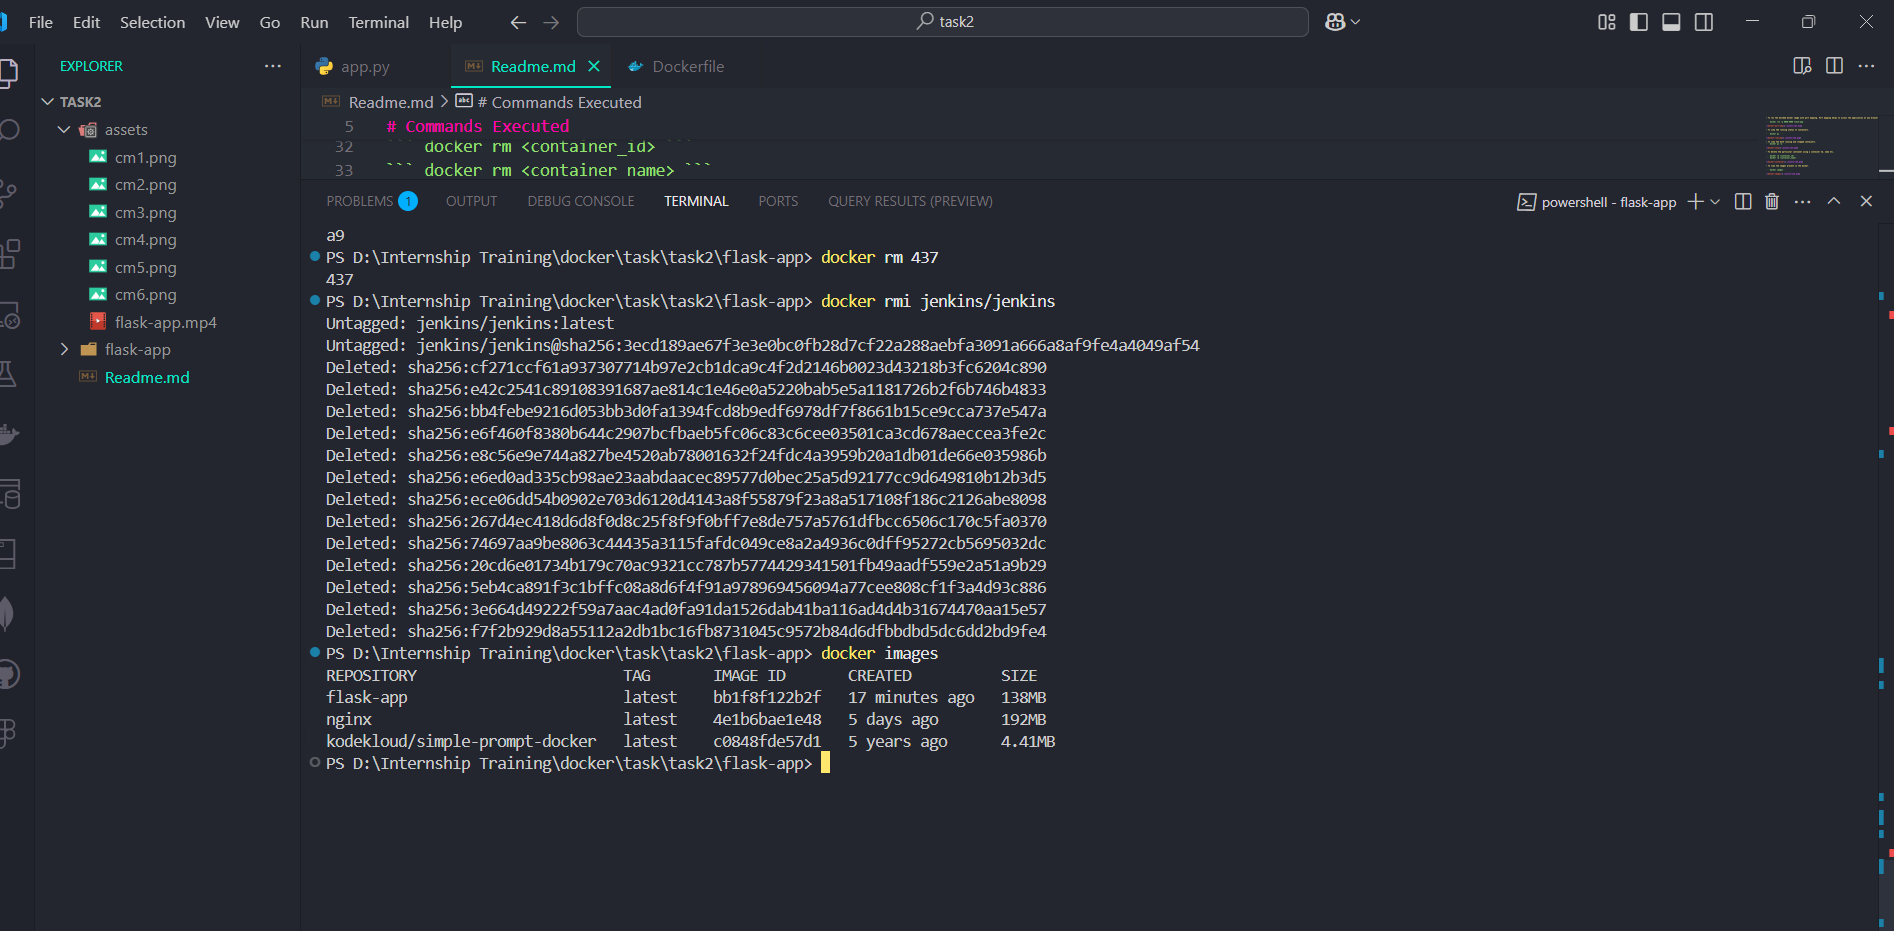 File Edit Selection View Go Run Terminal Help task2
EXPLORER
TASK2
assets
cm1.png
cm2.png
cm3.png
cm4.png
cm5.png
cm6.png
flask-app.mp4
flask-app
Readme.md
app.py Readme.md Dockerfile
Readme.md > # Commands Executed
5 # Commands Executed
32 ``` docker rm <container_id> ```
33 ``` docker rm <container name> ```
PROBLEMS 1 OUTPUT DEBUG CONSOLE TERMINAL PORTS QUERY RESULTS (PREVIEW) powershell - flask-app
a9
PS D:\Internship Training\docker\task\task2\flask-app> docker rm 437
437
PS D:\Internship Training\docker\task\task2\flask-app> docker rmi jenkins/jenkins
Untagged: jenkins/jenkins:latest
Untagged: jenkins/jenkins@sha256:3ecd189ae67f3e3e0bc0fb28d7cf22a288aebfa3091a666a8af9fe4a4049af54
Deleted: sha256:cf271ccf61a937307714b97e2cb1dca9c4f2d2146b0023d43218b3fc6204c890
Deleted: sha256:e42c2541c89108391687ae814c1e46e0a5220bab5e5a1181726b2f6b746b4833
Deleted: sha256:bb4febe9216d053bb3d0fa1394fcd8b9edf6978df7f8661b15ce9cca737e547a
Deleted: sha256:e6f460f8380b644c2907bcfbaeb5fc06c83c6cee03501ca3cd678aeccea3fe2c
Deleted: sha256:e8c56e9e744a827be4520ab78001632f24fdc4a3959b20a1db01de66e035986b
Deleted: sha256:e6ed0ad335cb98ae23aabdaacec89577d0bec25a5d92177cc9d649810b12b3d5
Deleted: sha256:ece06dd54b0902e703d6120d4143a8f55879f23a8a517108f186c2126abe8098
Deleted: sha256:267d4ec418d6d8f0d8c25f8f9f0bff7e8de757a5761dfbcc6506c170c5fa0370
Deleted: sha256:74697aa9be8063c44435a3115fafdc049ce8a2a4936c0dff95272cb5695032dc
Deleted: sha256:20cd6e01734b179c70ac9321cc787b5774429341501fb49aadf559e2a51a9b29
Deleted: sha256:5eb4ca891f3c1bffc08a8d6f4f91a978969456094a77cee808cf1f3a4d93c886
Deleted: sha256:3e664d49222f59a7aac4ad0fa91da1526dab41ba116ad4d4b31674470aa15e57
Deleted: sha256:f7f2b929d8a55112a2db1bc16fb8731045c9572b84d6dfbbdbd5dc6dd2bd9fe4
PS D:\Internship Training\docker\task\task2\flask-app> docker images
REPOSITORY TAG IMAGE ID CREATED SIZE
flask-app latest bb1f8f122b2f 17 minutes ago 138MB
nginx latest 4e1b6bae1e48 5 days ago 192MB
kodekloud/simple-prompt-docker latest c0848fde57d1 5 years ago 4.41MB
PS D:\Internship Training\docker\task\task2\flask-app>